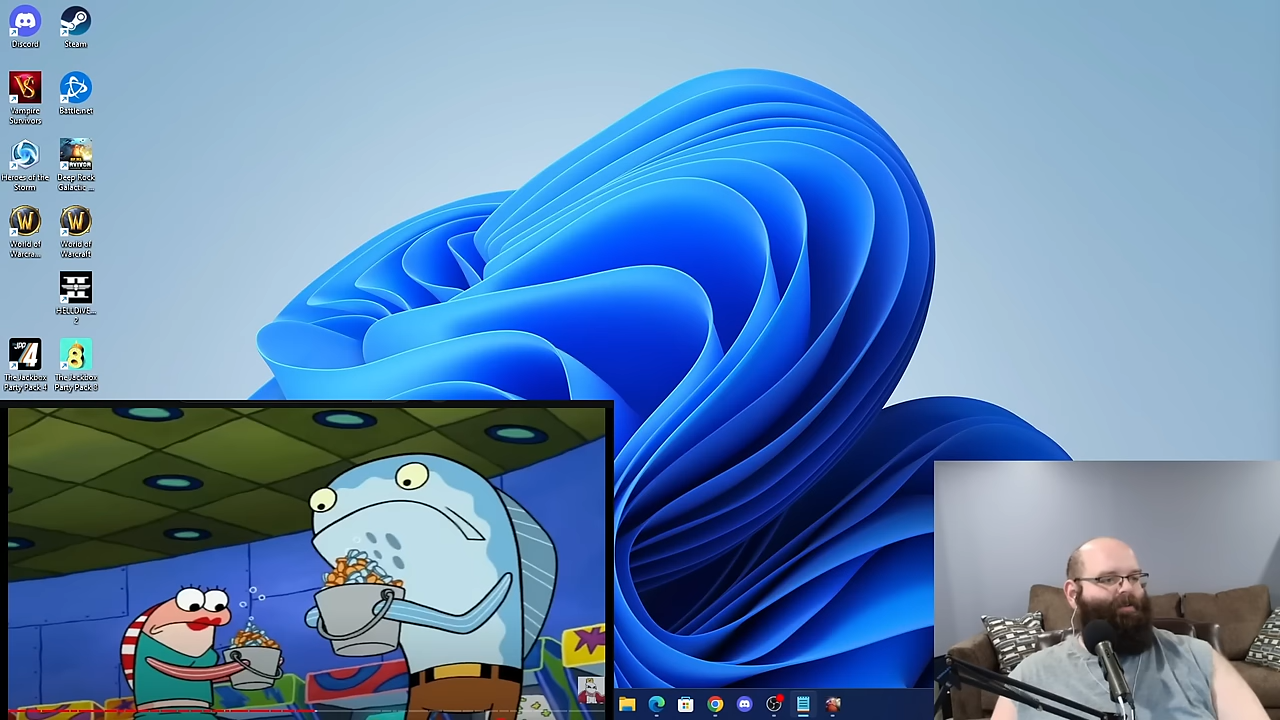 Discord
Steam
Vampire
Survivors
Battle.net
Heroes of the
Storm
Deep Rock
Galactic ...
World of
Warcra...
World of
Warcraft
HELLDIVE...
2
The Jackbox
Party Pack 4
The Jackbox
Party Pack 8